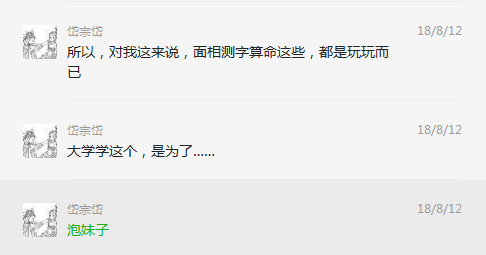 岱宗岱 18/8/12
所以，对我这来说，面相测字算命这些，都是玩玩而
已
岱宗岱 18/8/12
大学学这个，是为了......
岱宗岱 18/8/12
泡妹子